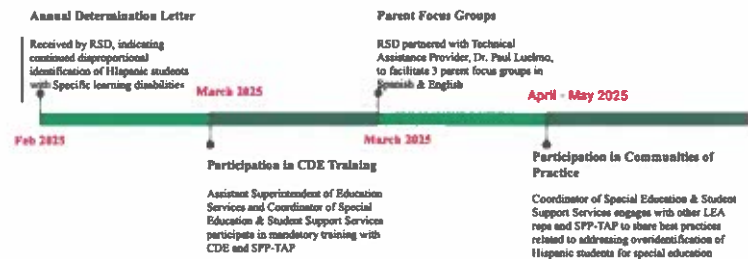 Annual Determination Letter
Received by RSD, indicating
continued disproportional
identification of Hispanic students
with Specific learning disabilities
Feb 2025
March 2025
Participation in CDE Training
Assistant Superintendent of Education
Services and Coordinator of Special
Education & Student Support Services
participate in mandatory training with
CDE and SPP-TAP
Parent Focus Groups
RSD partnered with Technical
Assistance Provider, Dr. Paul Luelmo,
to facilitate 3 parent focus groups in
Spanish & English
March 2025
April - May 2025
Participation in Communities of
Practice
Coordinator of Special Education & Student
Support Services engages with other LEA
reps and SPP-TAP to share best practices
related to addressing overidentification of
Hispanic students for special education